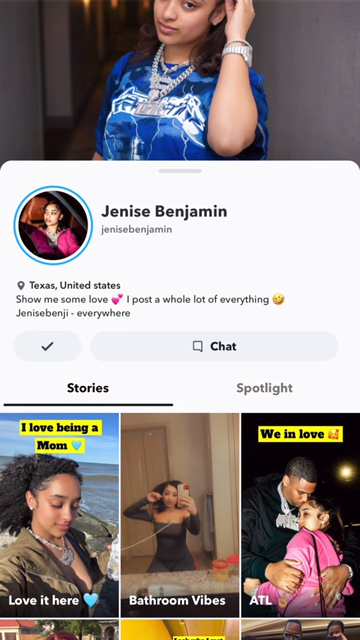 Jenise Benjamin
jenisebenjamin
Texas, United states
Show me some love 💕 I post a whole lot of everything 🤣
Jenisebenji - everywhere
Chat
Stories
Spotlight
I love being a
Mom 🩵
Love it here 🩵
Bathroom Vibes
We in love 🥰
ATL